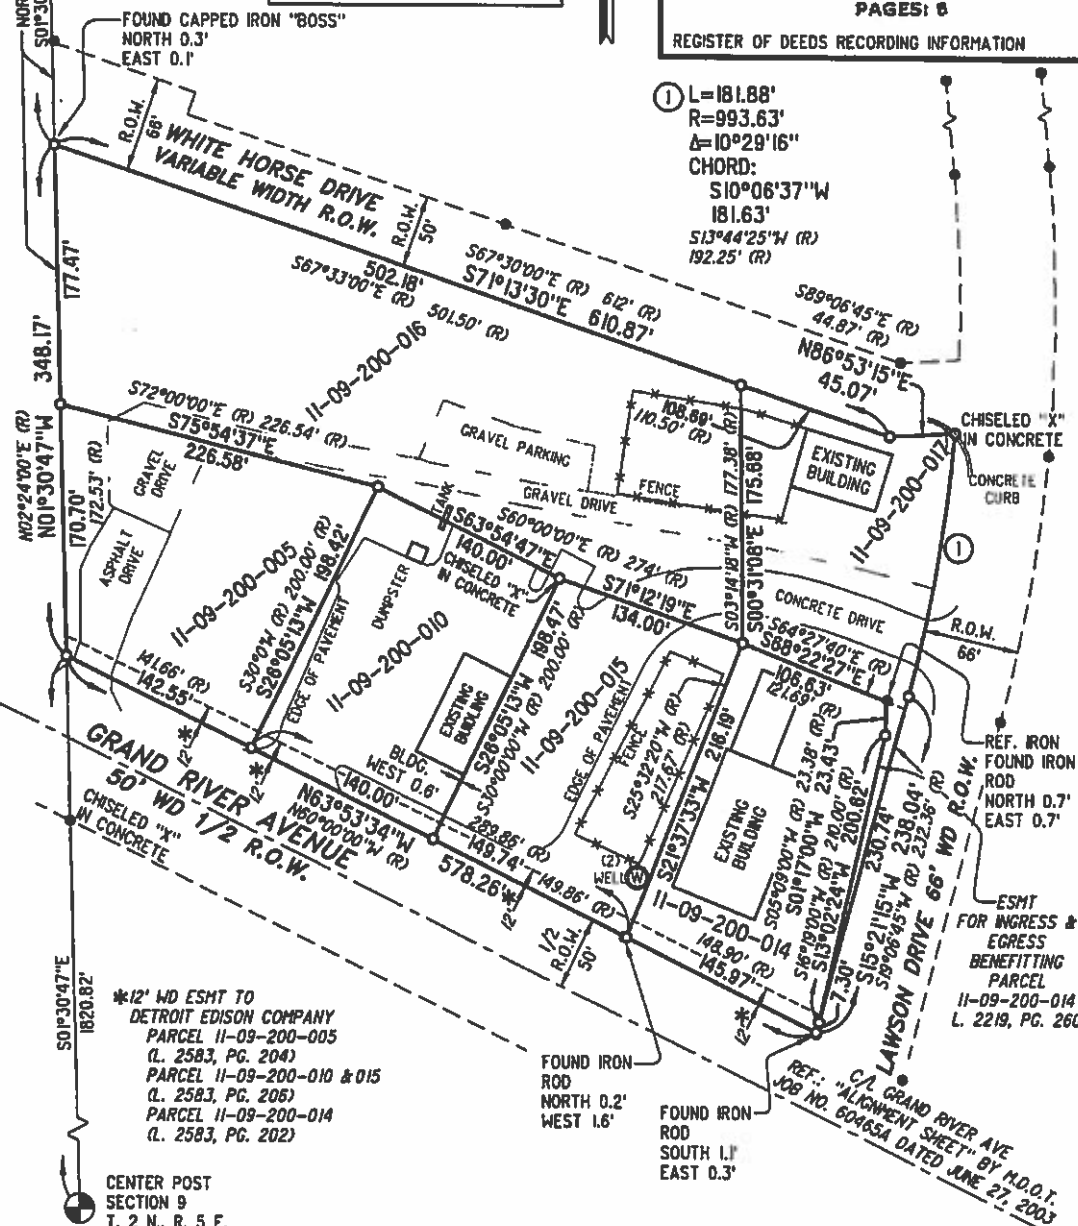 PAGES: 5
REGISTER OF DEEDS RECORDING INFORMATION
S01°30
FOUND CAPPED IRON "BOSS"
NORTH 0.3'
EAST 0.1'
1 L=181.88'
R=993.63'
Δ=10°29'16"
CHORD:
S10°06'37"W
181.63'
S13°44'25"W (R)
192.25' (R)
R.O.W.
66'
WHITE HORSE DRIVE
VARIABLE WIDTH R.O.W.
R.O.W.
50'
S67°30'00"E (R) 612' (R)
S71°13'30"E 610.87'
502.18'
S67°33'00"E (R) 501.50' (R)
S89°06'45"E (R)
44.87' (R)
N86°53'15"E
45.07'
CHISELED "X"
IN CONCRETE
CONCRETE
CURB
177.47'
348.17'
N01°30'47"W
N02°24'00"E (R)
170.70'
172.53' (R)
11-09-200-016
S72°00'00"E (R) 226.54' (R)
S75°54'37"E
226.58'
GRAVEL PARKING
GRAVEL DRIVE
FENCE
108.69'
110.50' (R)
S03°14'18"W (R) 177.38' (R)
S00°31'08"E 175.68'
EXISTING
BUILDING
11-09-200-017
1
GRAVEL
DRIVE
ASPHALT
DRIVE
11-09-200-005
S30°0'W (R) 200.00' (R)
S26°05'13"W 198.42'
EDGE OF PAVEMENT
DUMPSTER
TANK
S63°54'47"E
140.00'
CHISELED "X"
IN CONCRETE
S60°00'00"E (R) 274' (R)
S71°12'19"E
134.00'
CONCRETE DRIVE
S64°27'40"E (R)
S68°22'27"E
106.63'
121.69' (R)
R.O.W.
66'
11-09-200-010
EXISTING
BUILDING
BLDG.
WEST 0.6'
198.47'
S26°05'13"W
S30°00'00"W (R) 200.00' (R)
11-09-200-015
EDGE OF PAVEMENT
FENCE
S25°32'20"W (R)
217.67' (R)
S21°37'33"W 216.19'
(2)
WELL W
EXISTING
BUILDING
S05°09'00"W (R) 23.38' (R)
S01°17'00"W 23.43'
S16°19'00"W (R) 210.00' (R)
S13°02'24"W 200.62'
230.74'
7.30'
S15°21'15"W 238.04'
S19°06'45"W (R) 232.36' (R)
LAWSON DRIVE 66' WD R.O.W.
REF. IRON
FOUND IRON
ROD
NORTH 0.7'
EAST 0.7'
ESMT
FOR INGRESS &
EGRESS
BENEFITTING
PARCEL
11-09-200-014
L. 2219, PG. 260
141.66' (R)
142.55'
12' *
12' *
GRAND RIVER AVENUE
50' WD 1/2 R.O.W.
CHISELED "X"
IN CONCRETE
140.00'
N63°53'34"W
N60°00'00"W (R)
289.86' (R)
149.74'
149.86' (R)
578.26'
12' *
1/2
R.O.W.
50'
11-09-200-014
148.90' (R)
145.97'
12' *
S01°30'47"E
1820.82'
*12' WD ESMT TO
DETROIT EDISON COMPANY
PARCEL 11-09-200-005
(L. 2583, PG. 204)
PARCEL 11-09-200-010 & 015
(L. 2583, PG. 206)
PARCEL 11-09-200-014
(L. 2583, PG. 202)
FOUND IRON
ROD
NORTH 0.2'
WEST 1.6'
FOUND IRON
ROD
SOUTH 1.1'
EAST 0.3'
C/L GRAND RIVER AVE
REF.: "ALIGNMENT SHEET" BY M.D.O.T.
JOB NO. 60465A DATED JUNE 27, 2003
CENTER POST
SECTION 9
T. 2 N., R. 5 E.